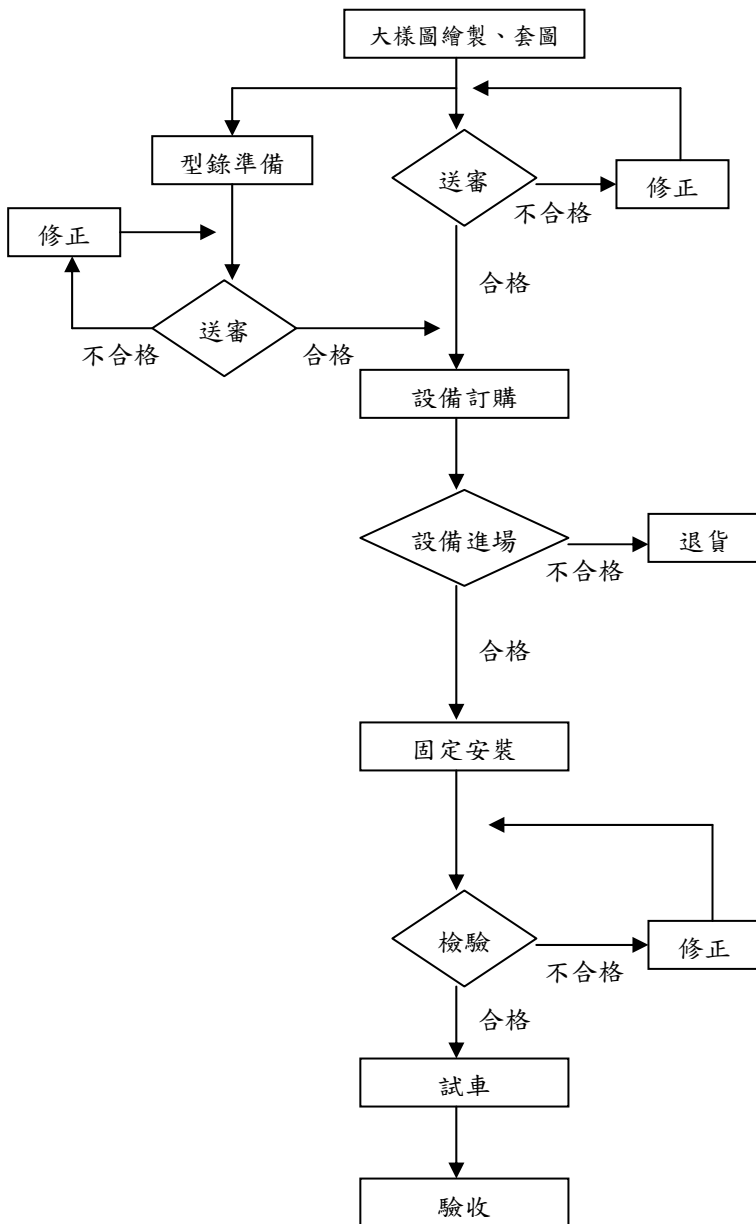 大樣圖繪製、套圖
型錄準備
送審
不合格
修正
修正
合格
送審
不合格
合格
設備訂購
設備進場
不合格
退貨
合格
固定安裝
檢驗
不合格
修正
合格
試車
驗收